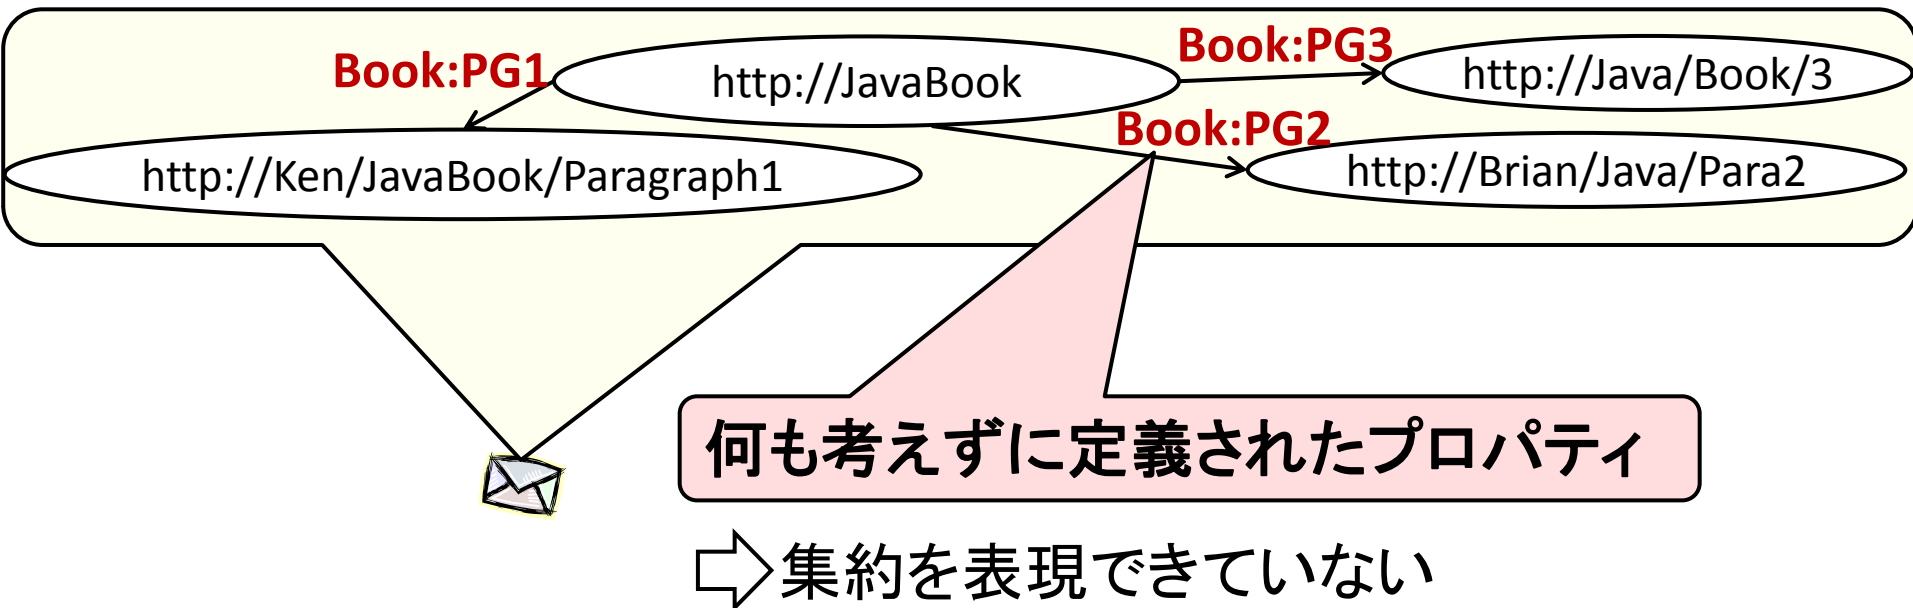 Book:PG1
http://JavaBook
Book:PG3
http://Java/Book/3
Book:PG2
http://Ken/JavaBook/Paragraph1
http://Brian/Java/Para2
何も考えずに定義されたプロパティ
集約を表現できていない